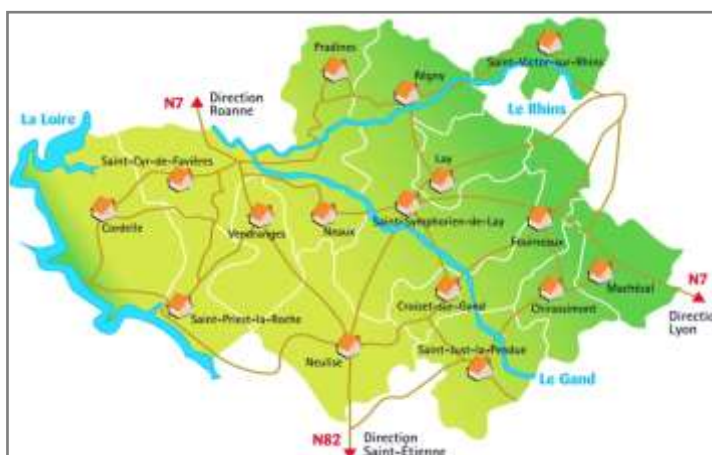 Pradines
Saint-Victor-sur-Rhins
Régny
N7
Direction
Roanne
Le Rhins
La Loire
Saint-Cyr-de-Favières
Lay
Cordelle
Vendranges
Neaux
Saint-Symphorien-de-Lay
Fourneaux
Machézal
N7
Direction
Lyon
Croizet-sur-Gand
Chirassimont
Saint-Priest-la-Roche
Neulise
Saint-Just-la-Pendue
Le Gand
N82
Direction
Saint-Étienne